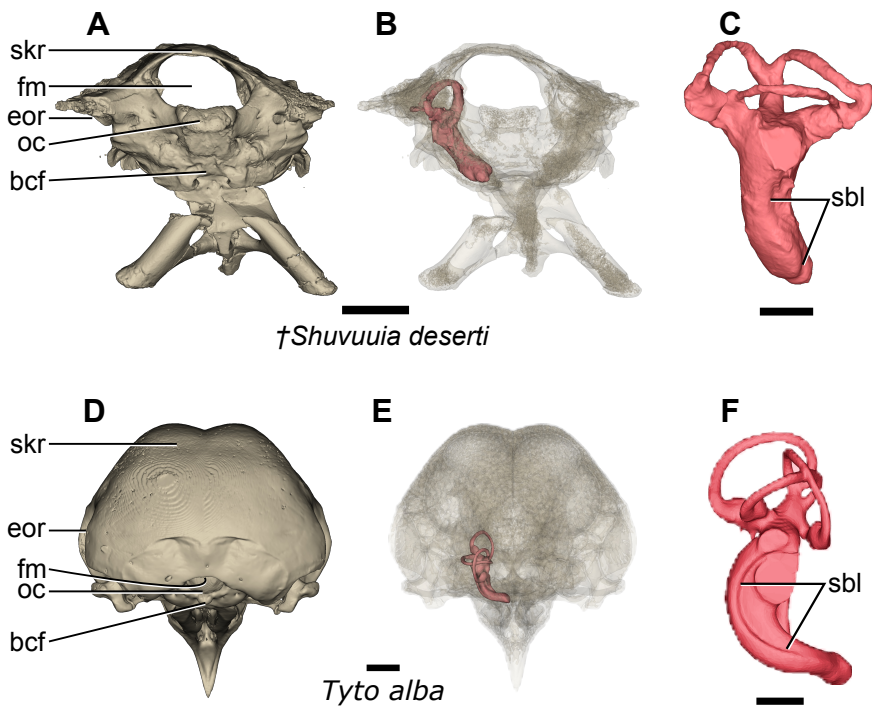 A
B
C
skr
fm
eor
oc
bcf
sbl
†Shuvuuia deserti
D
E
F
skr
eor
fm
oc
bcf
sbl
Tyto alba